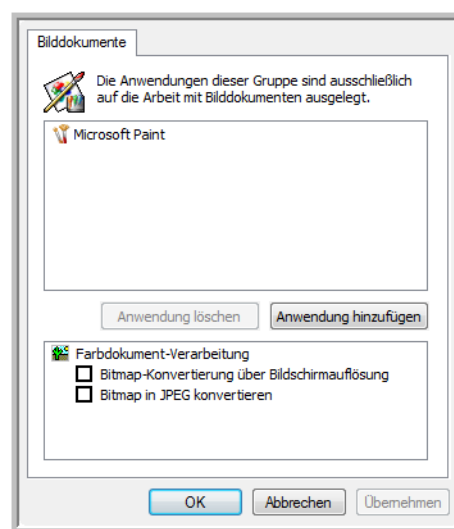 Bilddokumente
Die Anwendungen dieser Gruppe sind ausschließlich
auf die Arbeit mit Bilddokumenten ausgelegt.
Microsoft Paint
Anwendung löschen
Anwendung hinzufügen
Farbdokument-Verarbeitung
Bitmap-Konvertierung über Bildschirmauflösung
Bitmap in JPEG konvertieren
OK
Abbrechen
Übernehmen